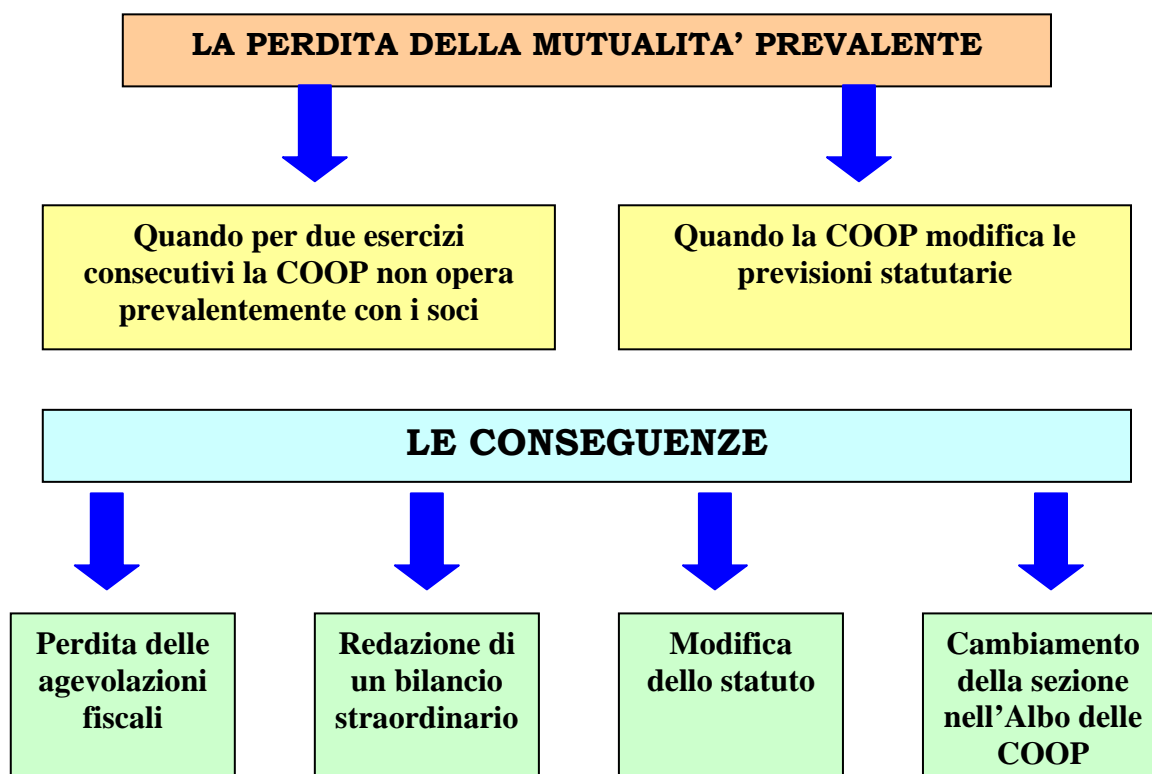 LA PERDITA DELLA MUTUALITA’ PREVALENTE
Quando per due esercizi
consecutivi la COOP non opera
prevalentemente con i soci
Quando la COOP modifica le
previsioni statutarie
LE CONSEGUENZE
Perdita delle
agevolazioni
fiscali
Redazione di
un bilancio
straordinario
Modifica
dello statuto
Cambiamento
della sezione
nell’Albo delle
COOP